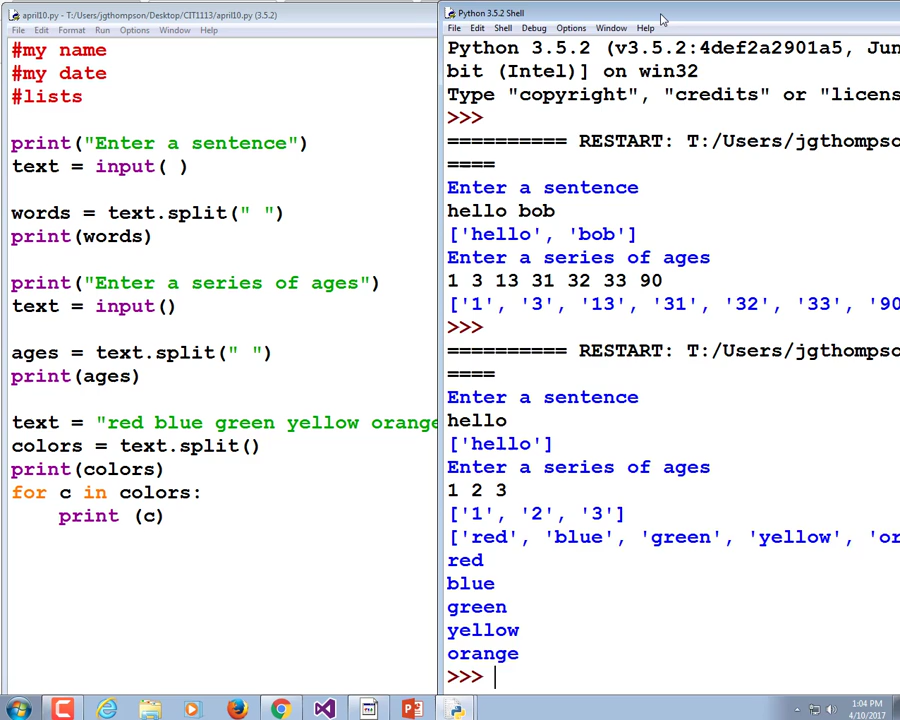 april10.py - T:/Users/jgthompson/Desktop/CIT1113/april10.py (3.5.2)
File Edit Format Run Options Window Help
#my name
#my date
#lists
print("Enter a sentence")
text = input( )
words = text.split(" ")
print(words)
print("Enter a series of ages")
text = input()
ages = text.split(" ")
print(ages)
text = "red blue green yellow orange
colors = text.split()
print(colors)
for c in colors:
    print (c)
Python 3.5.2 Shell
File Edit Shell Debug Options Window Help
Python 3.5.2 (v3.5.2:4def2a2901a5, Jun
bit (Intel)] on win32
Type "copyright", "credits" or "licens
>>>
========== RESTART: T:/Users/jgthompso
====
Enter a sentence
hello bob
['hello', 'bob']
Enter a series of ages
1 3 13 31 32 33 90
['1', '3', '13', '31', '32', '33', '90
>>>
========== RESTART: T:/Users/jgthompso
====
Enter a sentence
hello
['hello']
Enter a series of ages
1 2 3
['1', '2', '3']
['red', 'blue', 'green', 'yellow', 'or
red
blue
green
yellow
orange
>>>
1:04 PM
4/10/2017